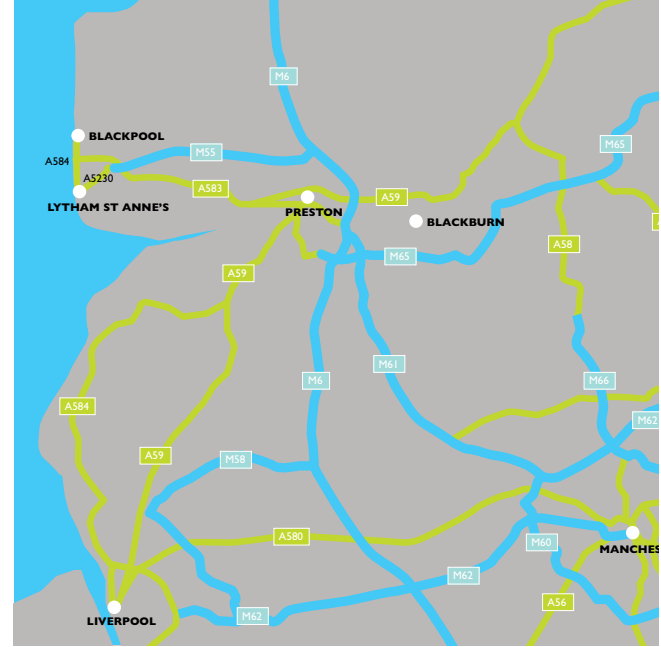 M6
BLACKPOOL
M65
M55
A584
A5230
A583
A59
LYTHAM ST ANNE'S
PRESTON
BLACKBURN
A58
M65
A59
M61
M6
M66
A584
M62
A59
M58
A580
M60
MANCHES
M62
A56
M62
LIVERPOOL